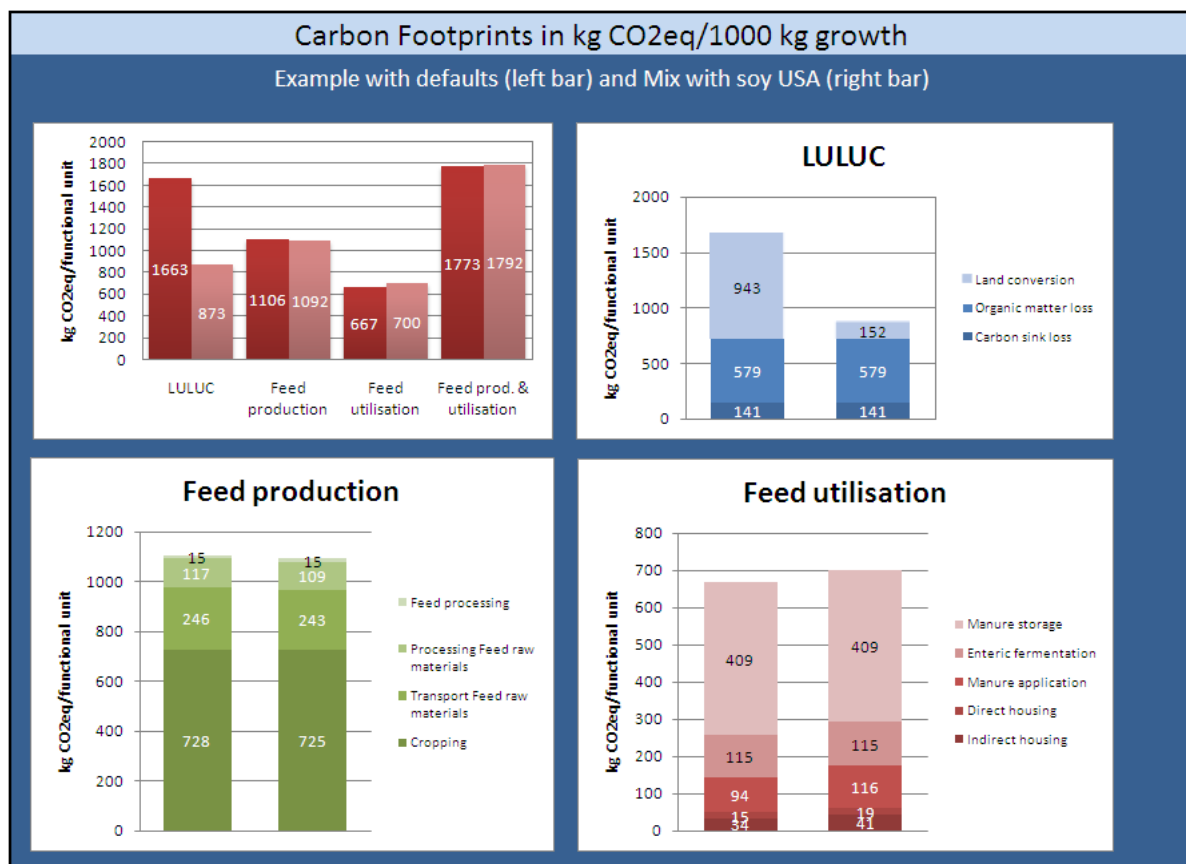 Carbon Footprints in kg CO2eq/1000 kg growth
Example with defaults (left bar) and Mix with soy USA (right bar)
kg CO2eq/functional unit
2000
1800
1600
1400
1200
1000
800
600
400
200
0
1663
873
1106
1092
667
700
1773
1792
LULUC
Feed production
Feed utilisation
Feed prod. & utilisation
LULUC
kg CO2eq/functional unit
2000
1500
1000
500
0
943
579
141
152
579
141
Land conversion
Organic matter loss
Carbon sink loss
Feed production
kg CO2eq/functional unit
1200
1000
800
600
400
200
0
15
117
246
728
15
109
243
725
Feed processing
Processing Feed raw
materials
Transport Feed raw
materials
Cropping
Feed utilisation
kg CO2eq/functional unit
800
700
600
500
400
300
200
100
0
409
115
94
15
34
409
115
116
19
41
Manure storage
Enteric fermentation
Manure application
Direct housing
Indirect housing